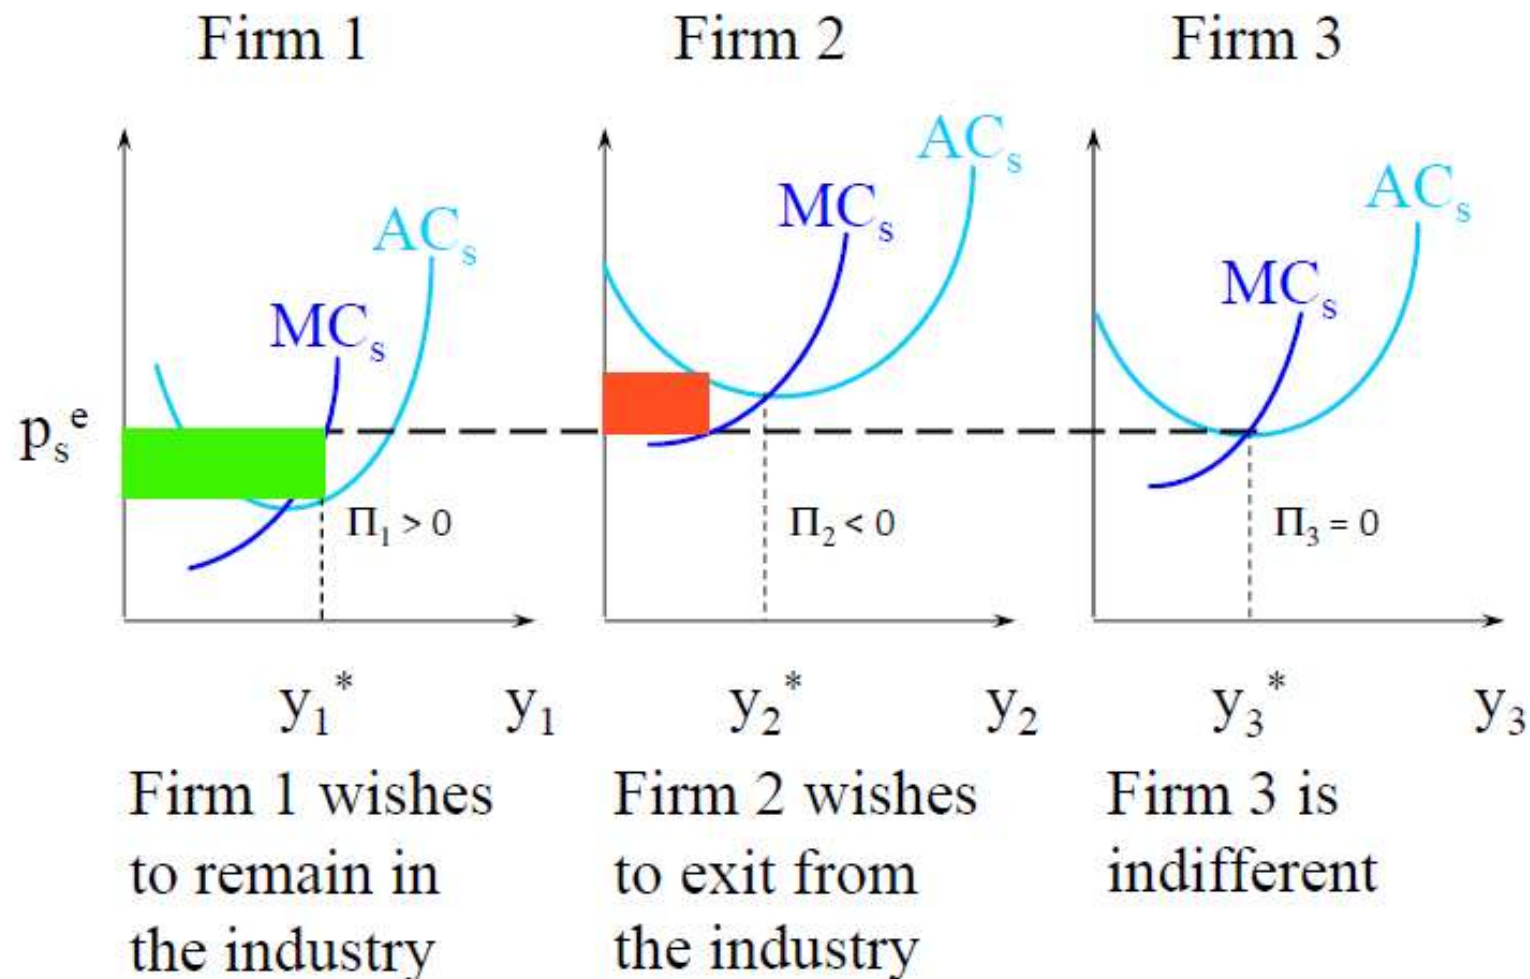 Firm 1
Firm 2
Firm 3
ACₛ
MCₛ
ACₛ
MCₛ
ACₛ
MCₛ
pₛᵉ
Π₁ > 0
Π₂ < 0
Π₃ = 0
y₁*
y₁
y₂*
y₂
y₃*
y₃
Firm 1 wishes
to remain in
the industry
Firm 2 wishes
to exit from
the industry
Firm 3 is
indifferent